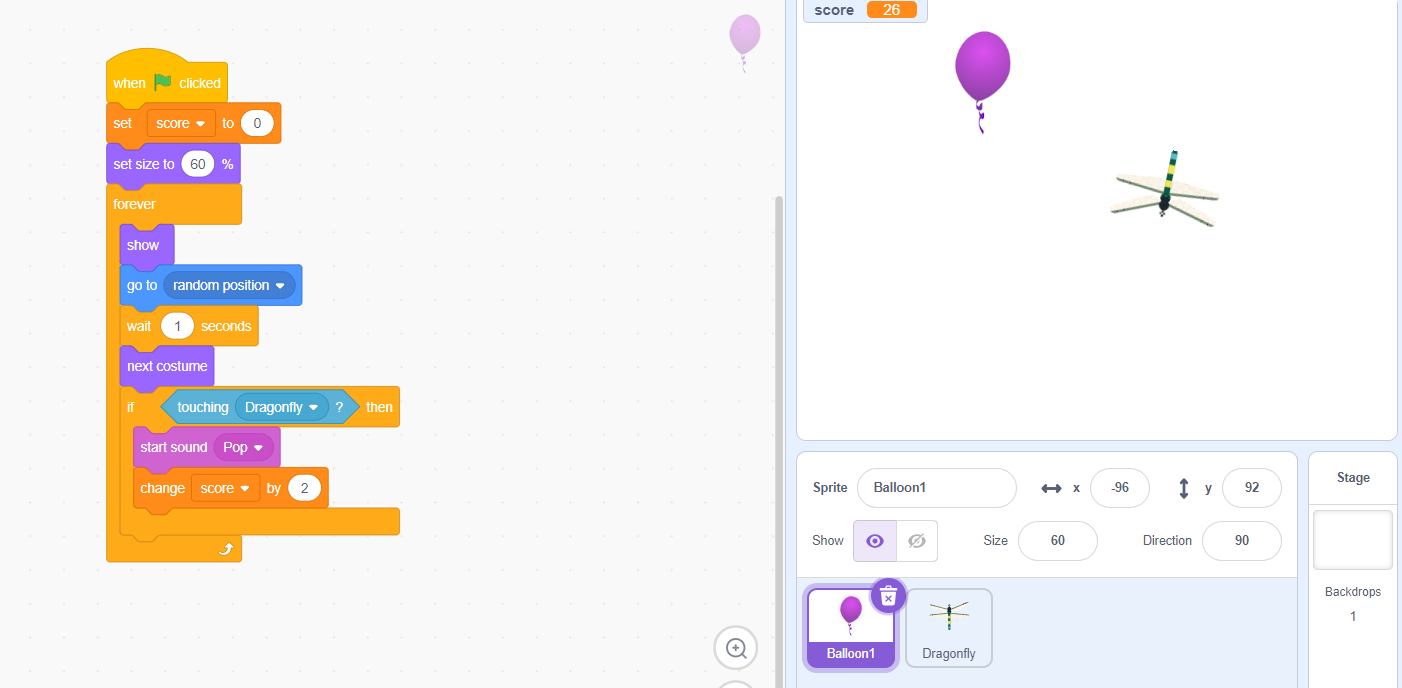 score 26
when clicked
set score to 0
set size to 60 %
forever
show
go to random position
wait 1 seconds
next costume
if touching Dragonfly ? then
start sound Pop
change score by 2
Sprite Balloon1 x -96 y 92
Show Size 60 Direction 90
Balloon1 Dragonfly
Stage
Backdrops
1